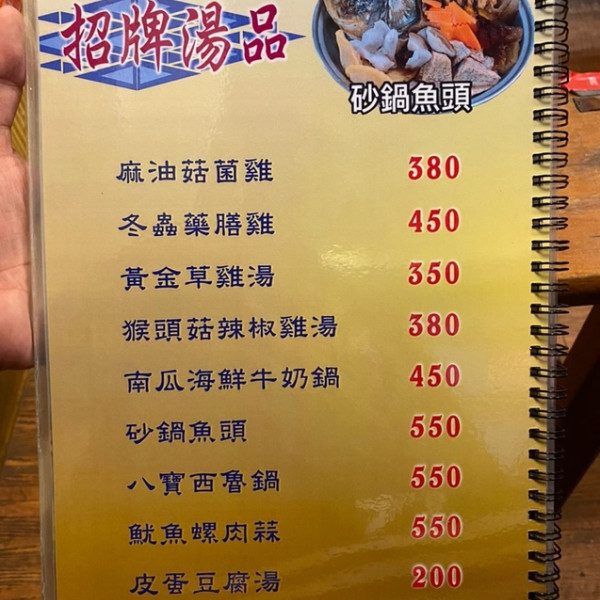 招牌湯品
砂鍋魚頭
麻油菇菌雞 380
冬蟲藥膳雞 450
黃金草雞湯 350
猴頭菇辣椒雞湯 380
南瓜海鮮牛奶鍋 450
砂鍋魚頭 550
八寶西魯鍋 550
魷魚螺肉蒜 550
皮蛋豆腐湯 200